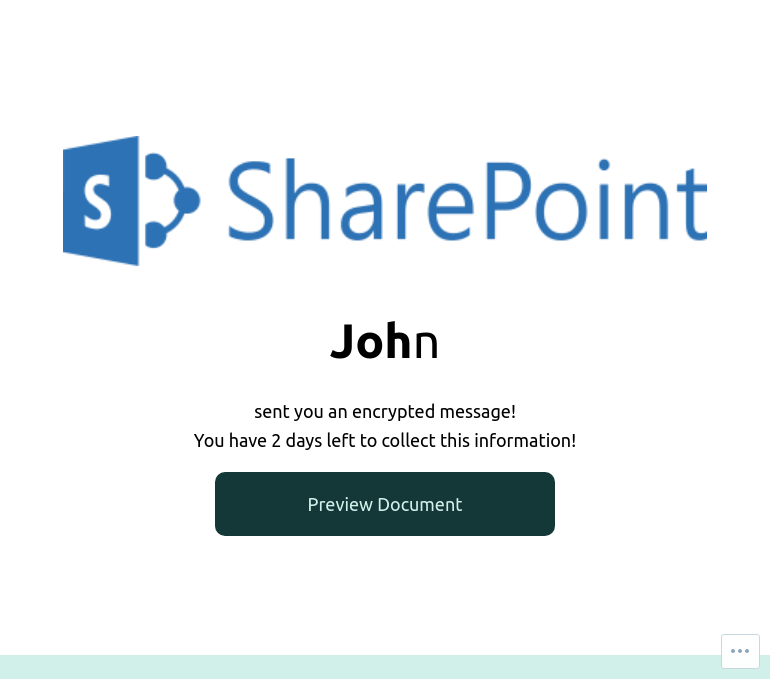 S SharePoint
John
sent you an encrypted message!
You have 2 days left to collect this information!
Preview Document